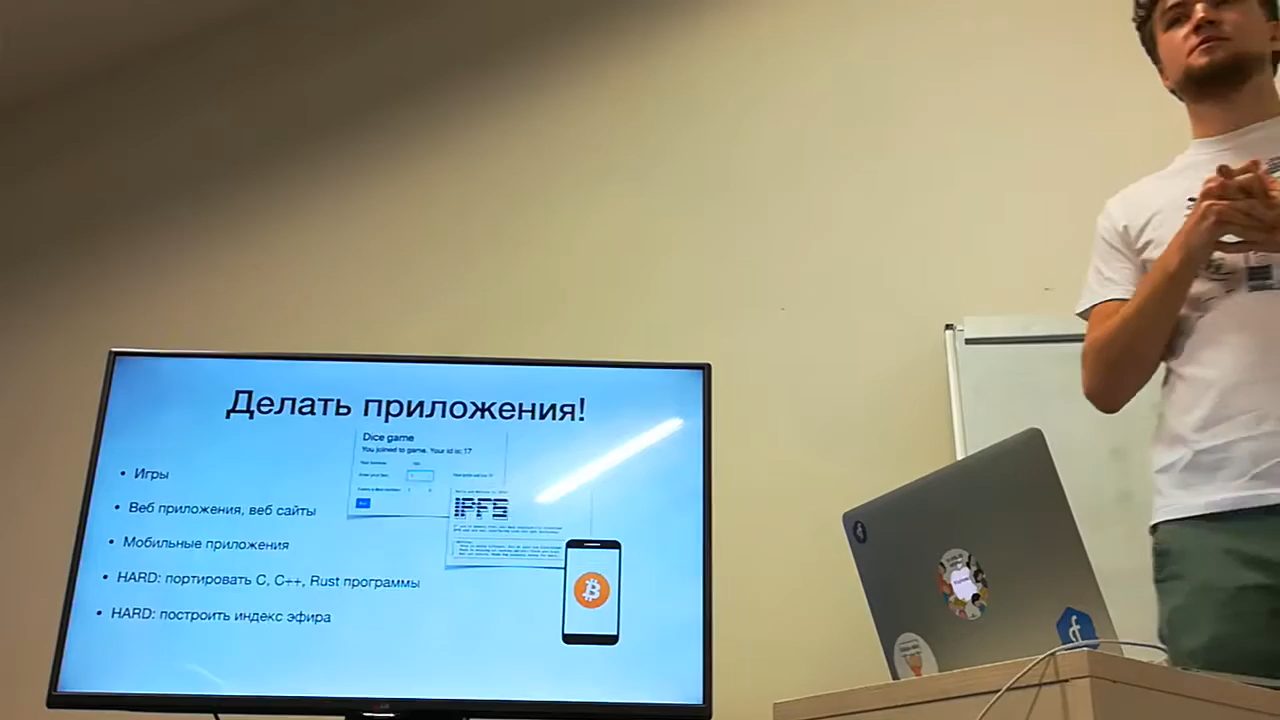 Делать приложения!
Dice game
You joined to game. Your id is: 17
• Игры
• Веб приложения, веб сайты
IPFS
• Мобильные приложения
• HARD: портировать C, C++, Rust программы
• HARD: построить индекс эфира